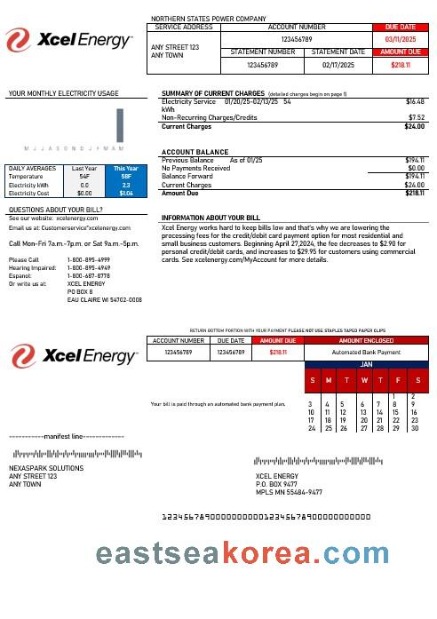 NORTHERN STATES POWER COMPANY
SERVICE ADDRESS
ACCOUNT NUMBER
DUE DATE
XcelEnergy
ANY STREET 123
ANY TOWN
123456789
03/11/2025
STATEMENT NUMBER
STATEMENT DATE
AMOUNT DUE
123456789
02/17/2025
$218.11
YOUR MONTHLY ELECTRICITY USAGE
M J J A S O N D J F M A M
DAILY AVERAGES Last Year This Year
Temperature 54F 58F
Electricity kWh 0.0 2.3
Electricity Cost $0.00 $1.04
QUESTIONS ABOUT YOUR BILL?
See our website: xcelenergy.com
Email us at: Customerservice*xcelenergy.com
Call Mon-Fri 7a.m.-7p.m. or Sat 9a.m.-5p.m.
Please Call 1-800-895-4999
Hearing Impaired: 1-800-895-4949
Espanol: 1-800-687-8778
Or write us at: XCEL ENERGY
PO BOX 8
EAU CLAIRE WI 54702-0008
SUMMARY OF CURRENT CHARGES (detailed charges begin on page 1)
Electricity Service 01/20/25-02/13/25 54 $16.48
kWh
Non-Recurring Charges/Credits $7.52
Current Charges $24.00
ACCOUNT BALANCE
Previous Balance As of 01/25 $194.11
No Payments Received $0.00
Balance Forward $194.11
Current Charges $24.00
Amount Due $218.11
INFORMATION ABOUT YOUR BILL
Xcel Energy works hard to keep bills low and that's why we are lowering the
processing fees for the credit/debit card payment option for most residential and
small business customers. Beginning April 27,2024, the fee decreases to $2.90 for
personal credit/debit cards, and increases to $29.95 for customers using commercial
cards. See xcelenergy.com/MyAccount for more details.
RETURN BOTTOM PORTION WITH YOUR PAYMENT PLEASE NOT USE STAPLES TAPES PAPER CLIPS
XcelEnergy
ACCOUNT NUMBER DUE DATE AMOUNT DUE AMOUNT ENCLOSED
123456789 123456789 $218.11 Automated Bank Payment
JAN
S M T W T F S
1 2
3 4 5 6 7 8 9
10 11 12 13 14 15 16
17 18 19 20 21 22 23
24 25 26 27 28 29 30
Your bill is paid through an automated bank payment plan.
-----------manifest line-------------
NEXASPARK SOLUTIONS
ANY STREET 123
ANY TOWN
XCEL ENERGY
P.O. BOX 9477
MPLS MN 55484-9477
eastseakorea.com